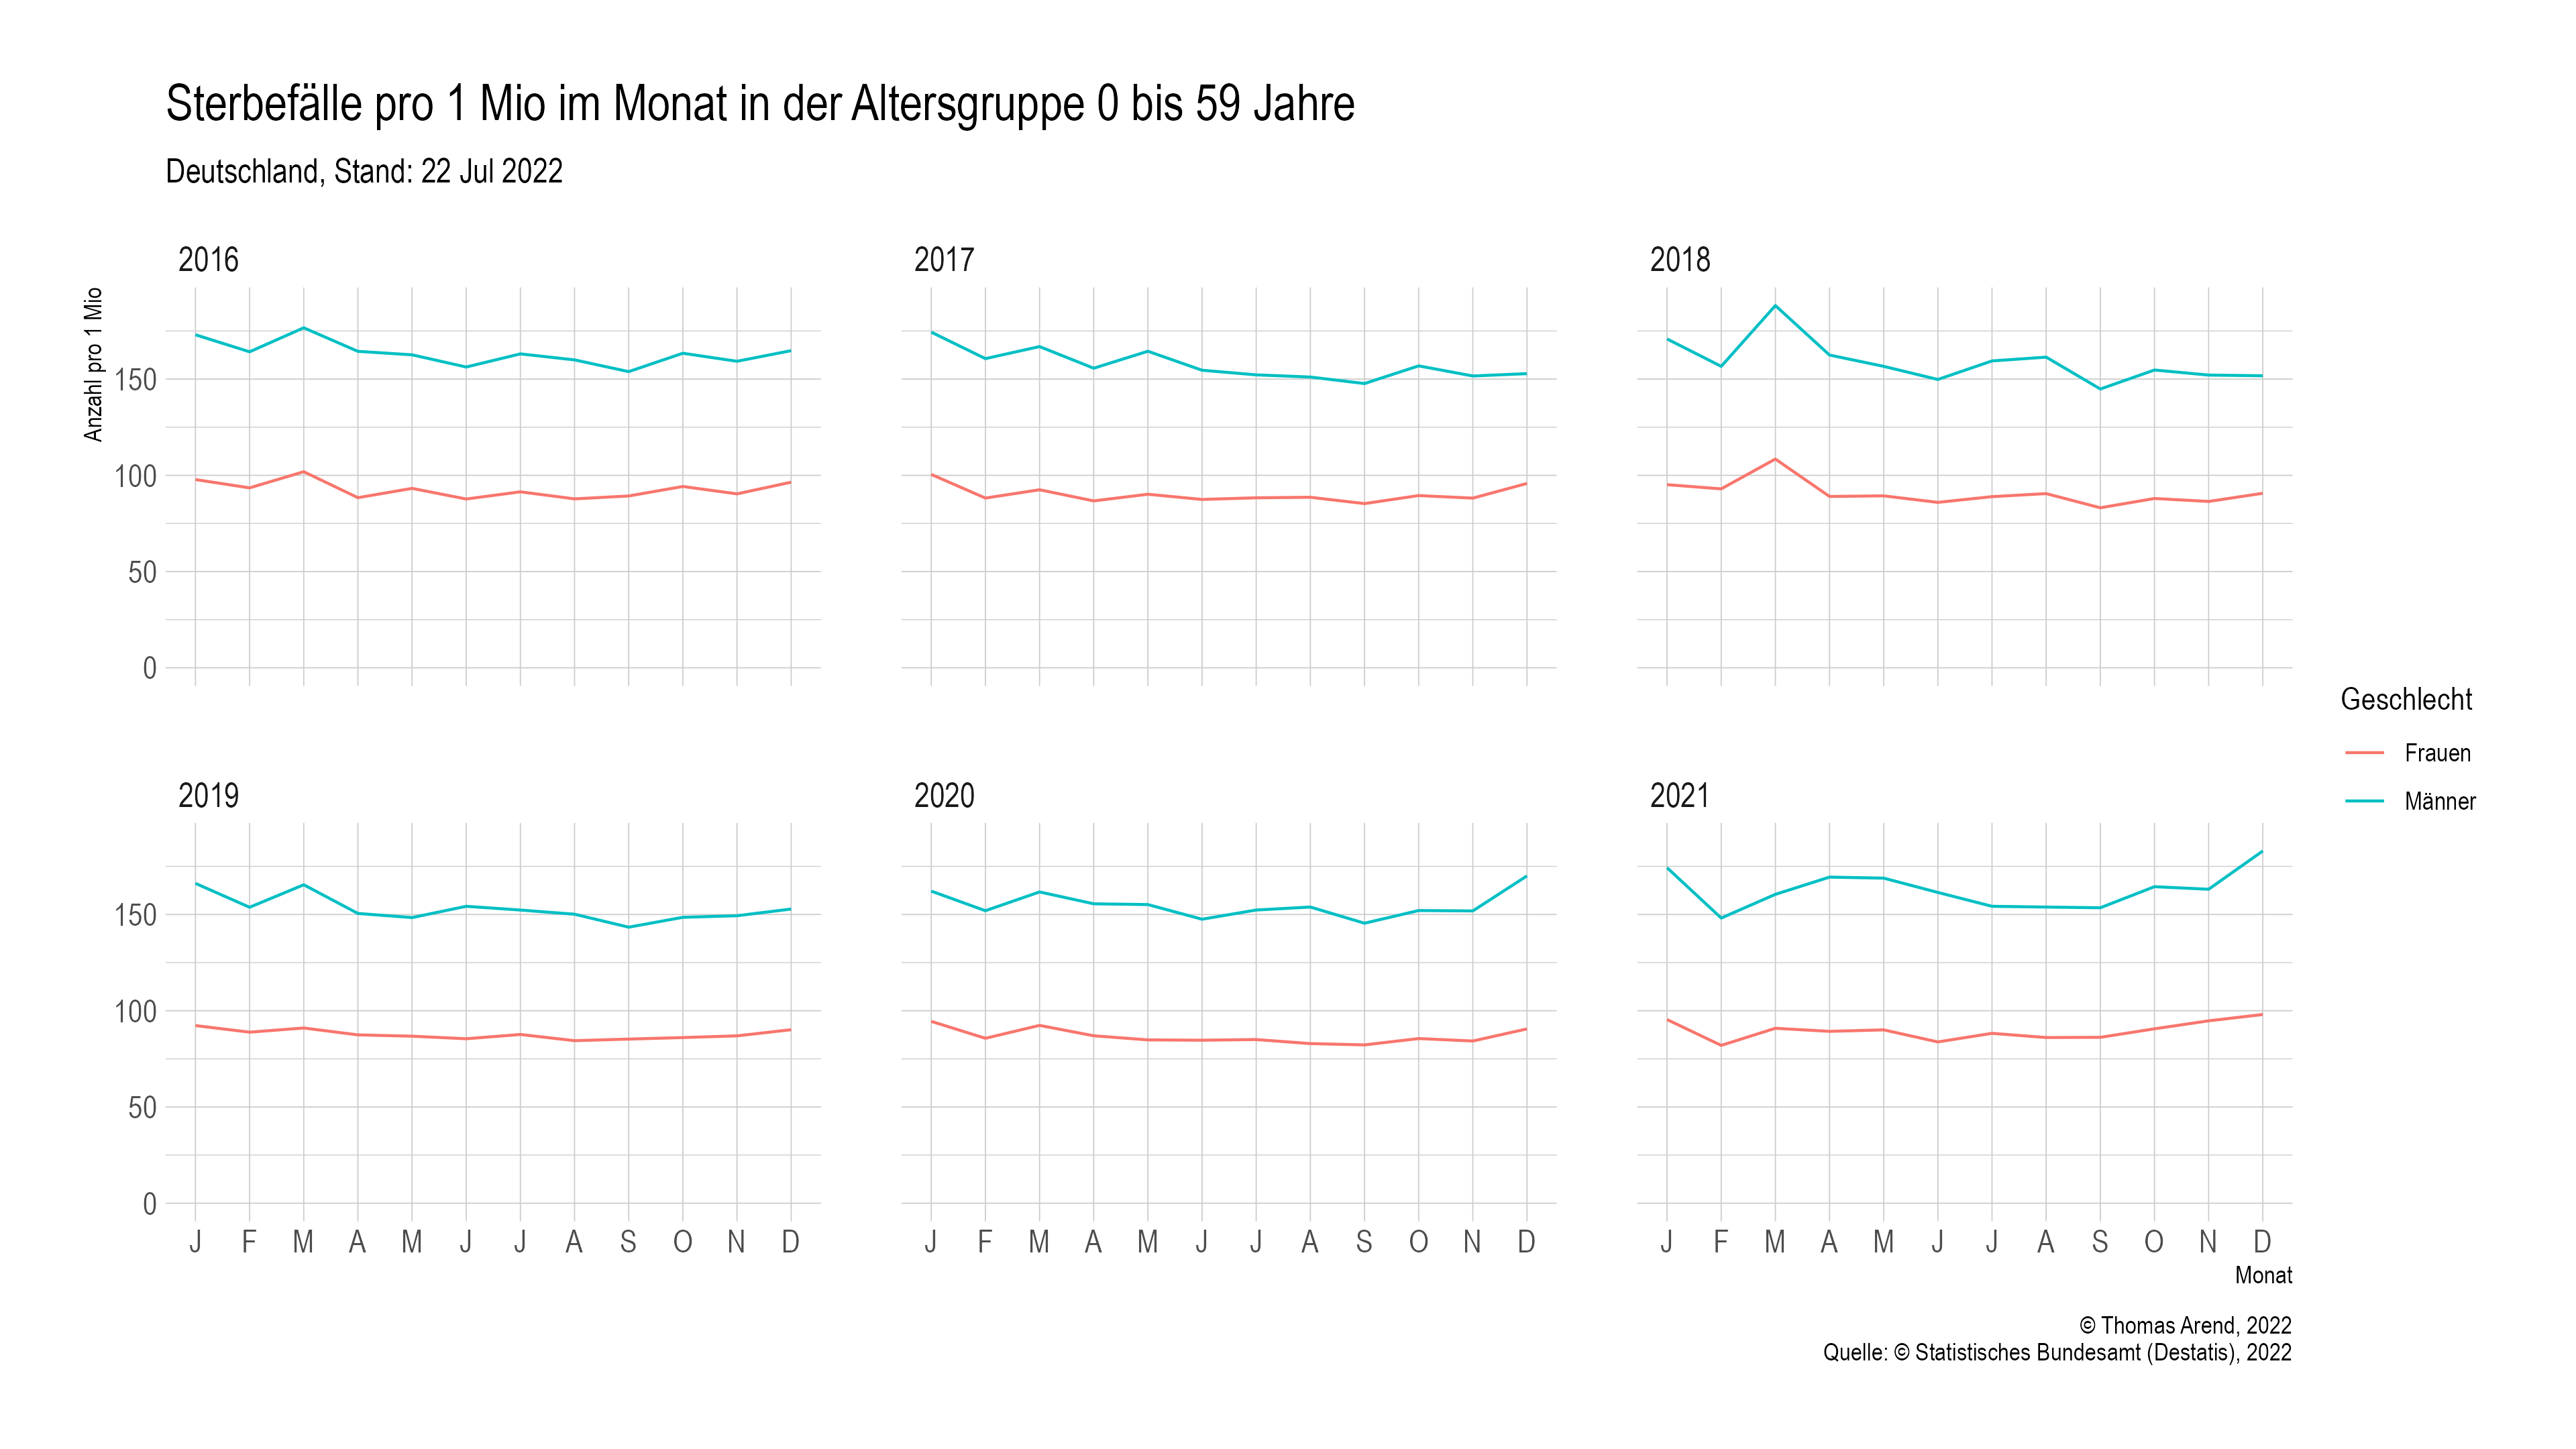 Sterbefälle pro 1 Mio im Monat in der Altersgruppe 0 bis 59 Jahre
Deutschland, Stand: 22 Jul 2022
2016
2017
2018
Anzahl pro 1 Mio
150
100
50
0
Geschlecht
Frauen
Männer
2019
2020
2021
150
100
50
0
J F M A M J J A S O N D
J F M A M J J A S O N D
J F M A M J J A S O N D
Monat
© Thomas Arend, 2022
Quelle: © Statistisches Bundesamt (Destatis), 2022